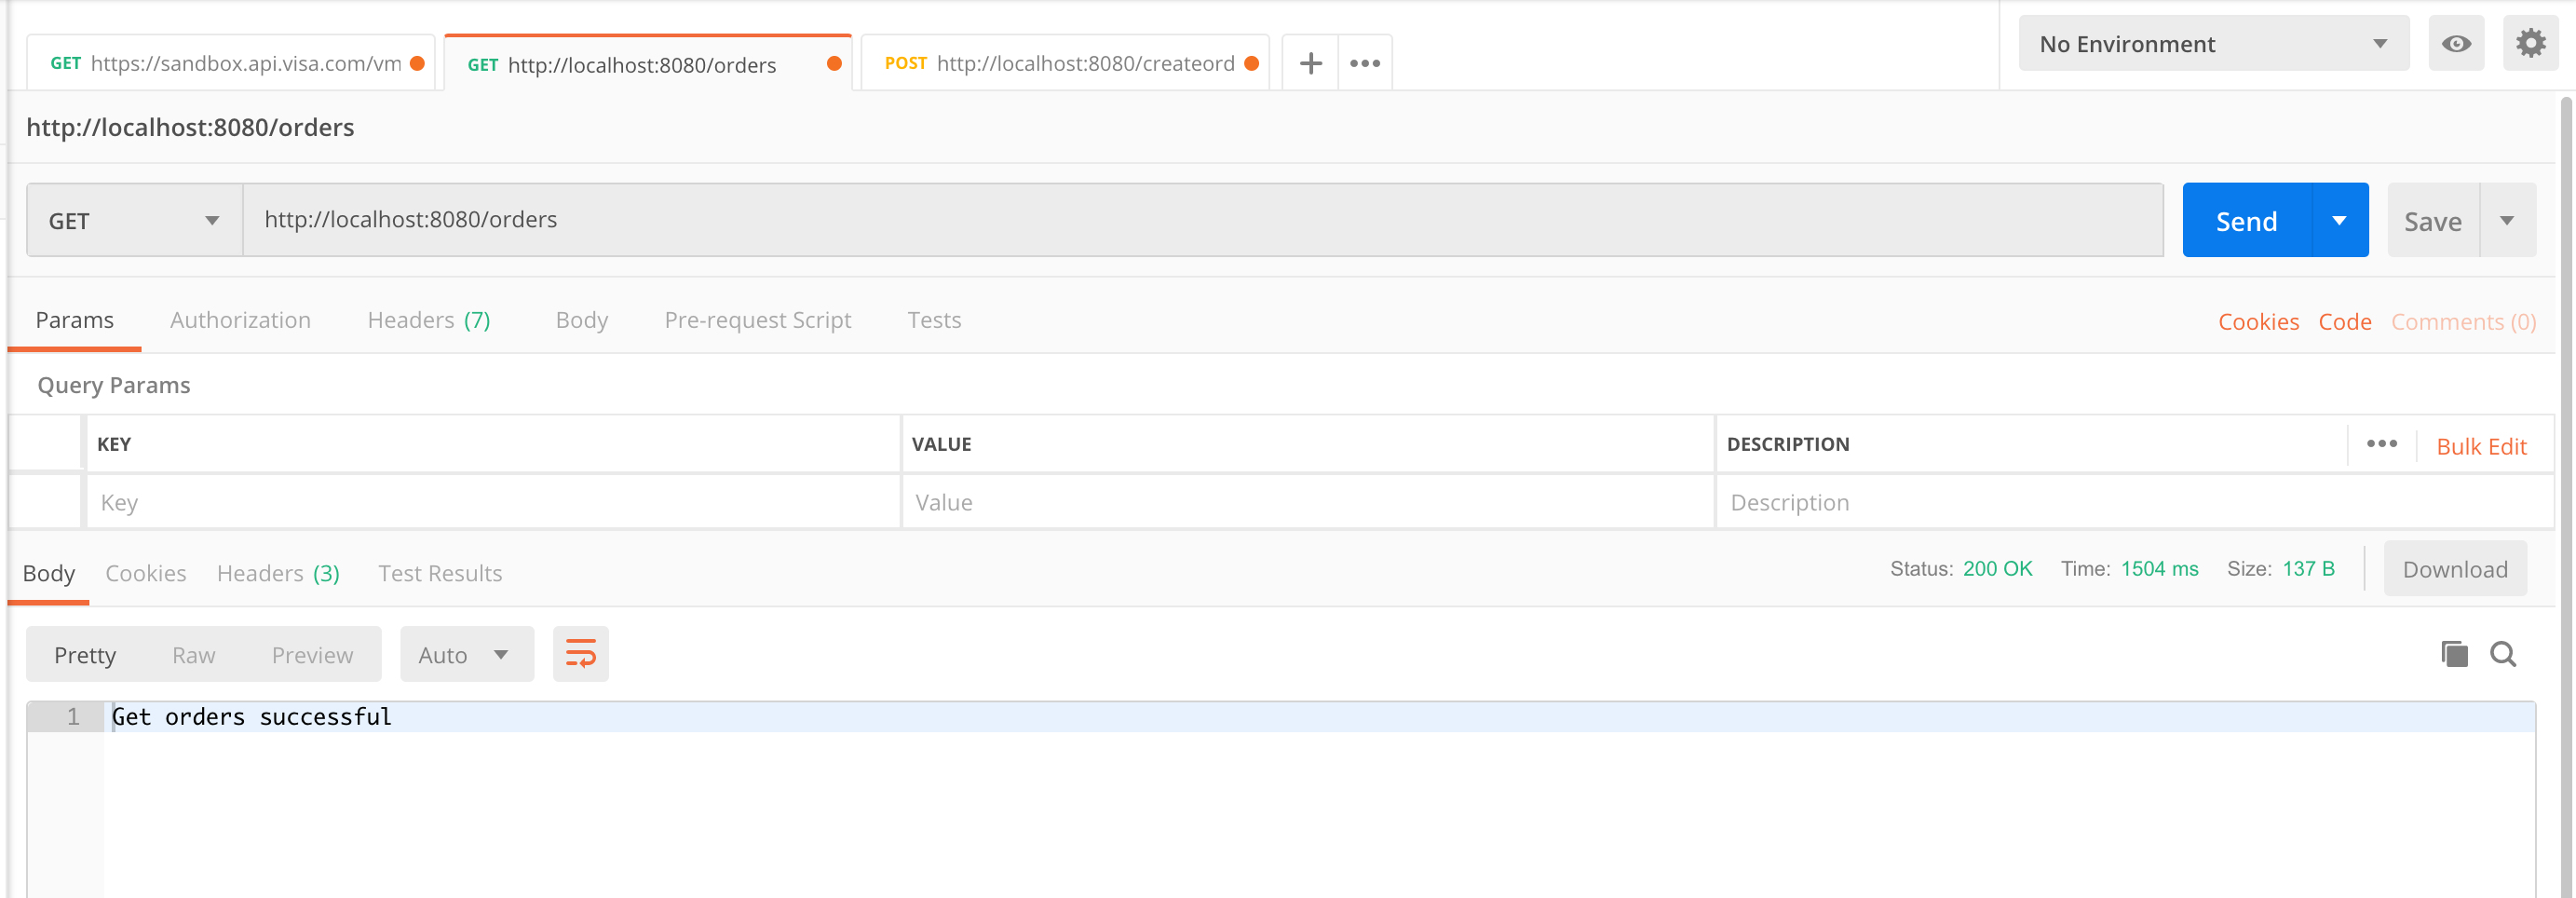 GET https://sandbox.api.visa.com/vm GET http://localhost:8080/orders POST http://localhost:8080/createord No Environment
http://localhost:8080/orders
GET http://localhost:8080/orders Send Save
Params Authorization Headers (7) Body Pre-request Script Tests Cookies Code Comments (0)
Query Params
KEY VALUE DESCRIPTION Bulk Edit
Key Value Description
Body Cookies Headers (3) Test Results Status: 200 OK Time: 1504 ms Size: 137 B Download
Pretty Raw Preview Auto
1 Get orders successful